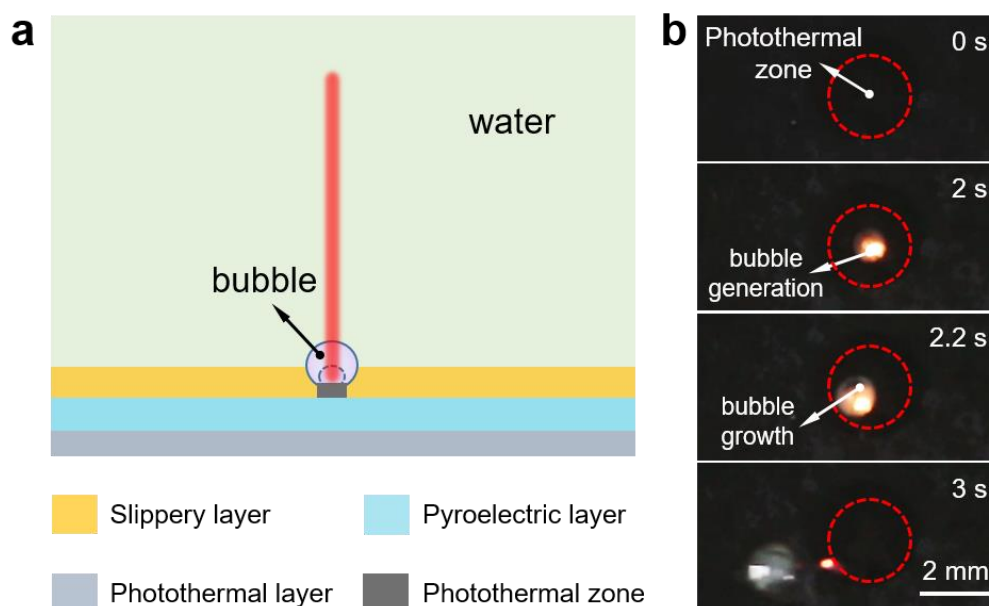 a
water
bubble
Slippery layer
Pyroelectric layer
Photothermal layer
Photothermal zone
b
Photothermal
zone
0 s
2 s
bubble
generation
2.2 s
bubble
growth
3 s
2 mm